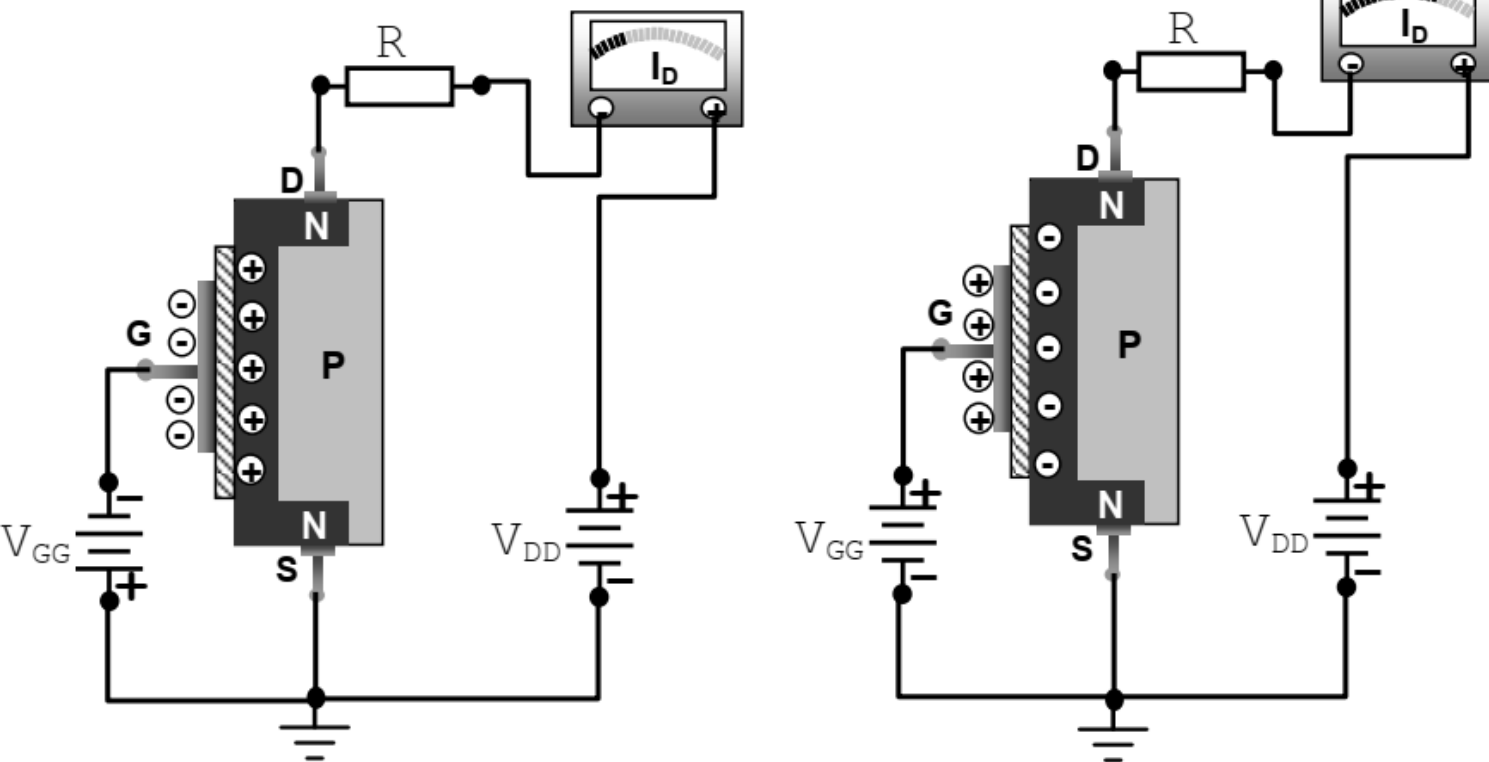 R
I_D
- +
D
N
+
- +
G
- +
P
- +
- +
N
-
V_GG
+
S
+
V_DD
-
R
I_D
- +
D
N
-
+ -
G
+ -
P
+ -
+ -
N
+
V_GG
-
S
+
V_DD
-